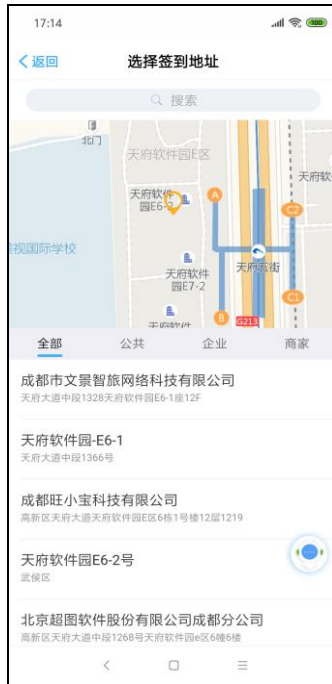 17:14
100
返回
选择签到地址
搜索
北门
天府软件园E区
天府软
天府软件
园E6-2
A
C2
视国际学校
天府五街
天府软件
园E7-2
C1
B
G213
天府软件
全部 公共 企业 商家
成都市文景智旅网络科技有限公司
天府大道中段1328天府软件园E6-1座12F
天府软件园-E6-1
天府大道中段1366号
成都旺小宝科技有限公司
高新区天府大道天府软件园E区6栋1号楼12层1219
天府软件园E6-2号
武侯区
北京超图软件股份有限公司成都分公司
高新区天府大道中段1268号天府软件园e区6幢6楼